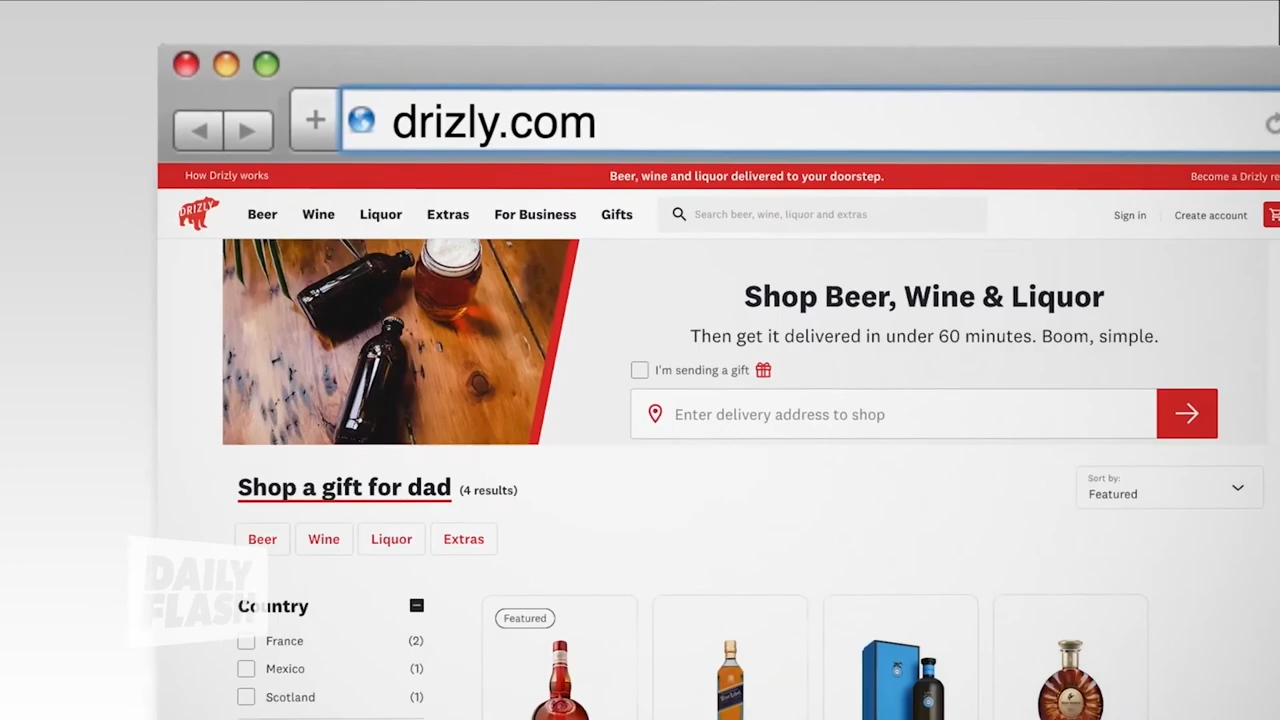 drizly.com
How Drizly works
Beer, wine and liquor delivered to your doorstep.
Become a Drizly re
DRIZLY
Beer
Wine
Liquor
Extras
For Business
Gifts
Search beer, wine, liquor and extras
Sign in
Create account
Shop Beer, Wine & Liquor
Then get it delivered in under 60 minutes. Boom, simple.
I'm sending a gift
Enter delivery address to shop
Shop a gift for dad (4 results)
Sort by:
Featured
Beer
Wine
Liquor
Extras
DAILY
FLASH
Country
France (2)
Mexico (1)
Scotland (1)
Featured